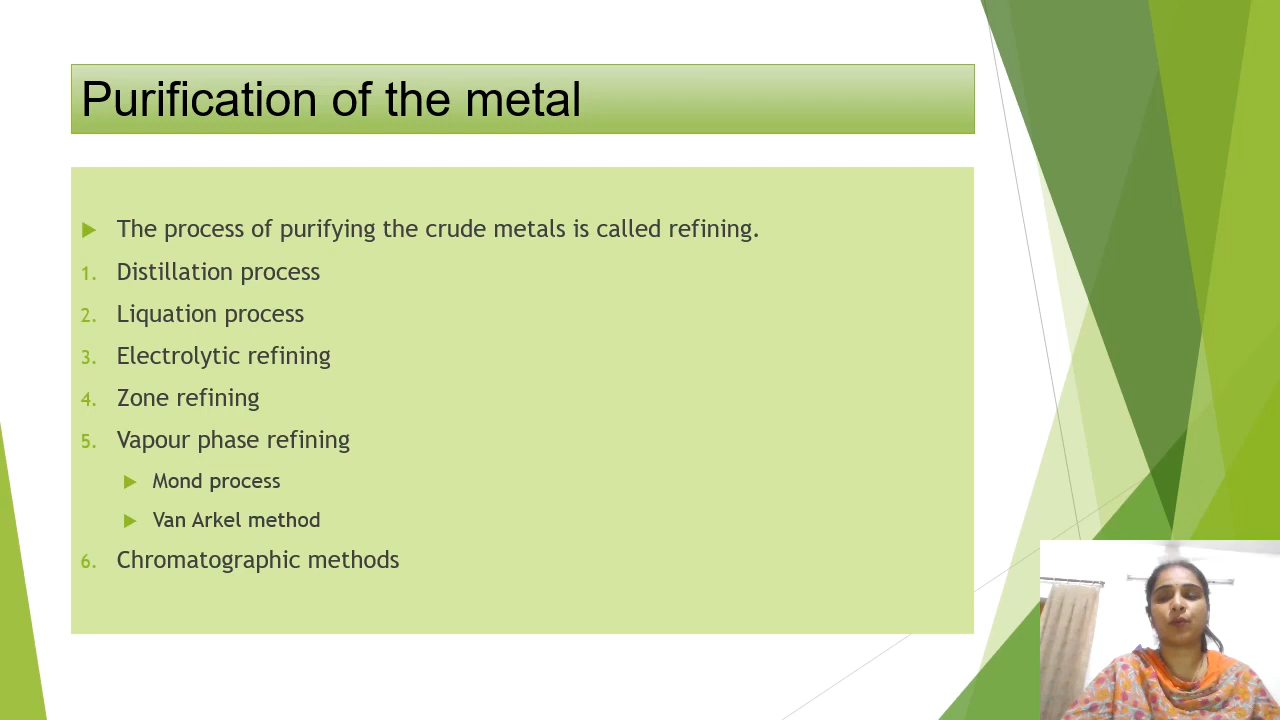 Purification of the metal
The process of purifying the crude metals is called refining.
1. Distillation process
2. Liquation process
3. Electrolytic refining
4. Zone refining
5. Vapour phase refining
Mond process
Van Arkel method
6. Chromatographic methods